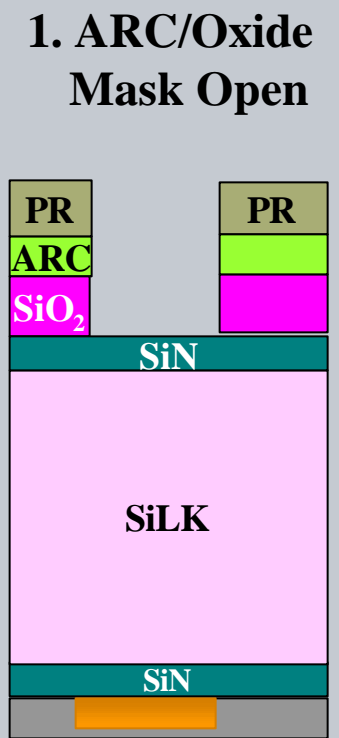 1. ARC/Oxide
Mask Open
PR
PR
ARC
SiO₂
SiN
SiLK
SiN